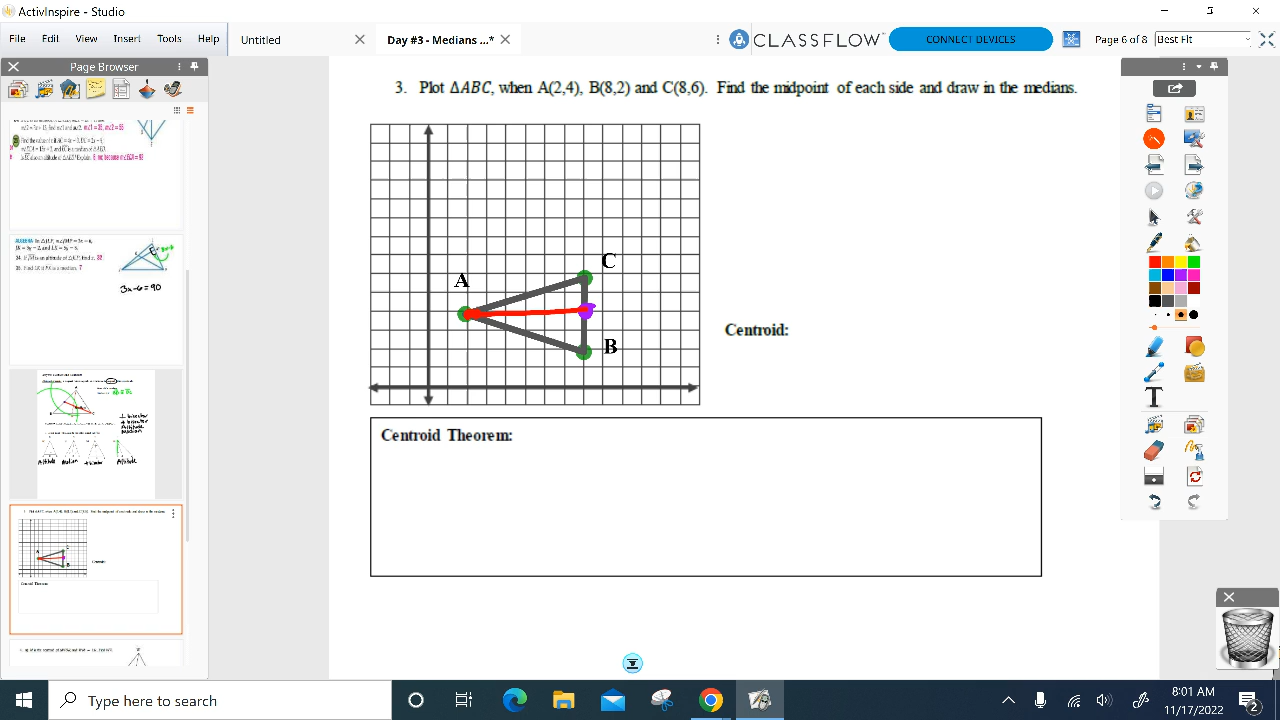 ActivInspire - Studio
File Edit View Insert Tools Help
Untitled
Day #3 - Medians ...*
CLASSFLOW
CONNECT DEVICES
Page 6 of 8
Best Fit
Page Browser
3x-6=90
Altitude Median Altitude
3. Plot ΔABC, when A(2,4), B(8,2) and C(8,6). Find the midpoint of each side and draw in the medians.
C
A
B
Centroid:
Centroid Theorem:
Type here to search
8:01 AM
11/17/2022
2